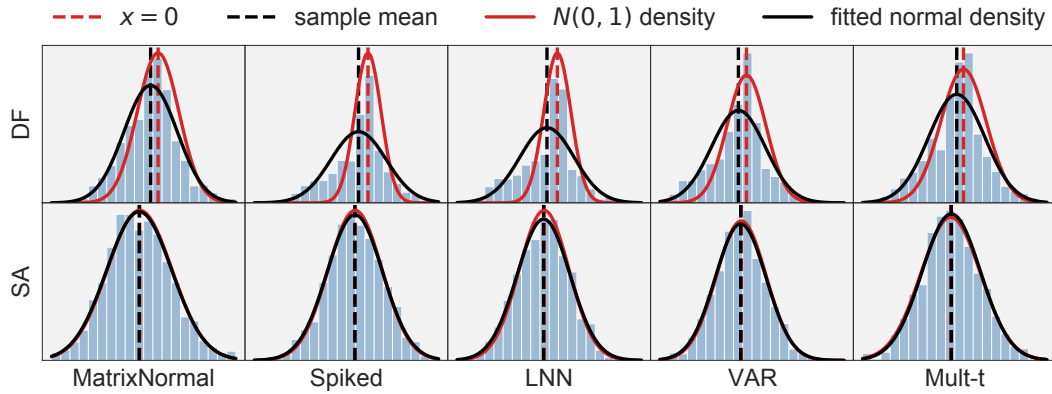 x = 0 sample mean N(0, 1) density fitted normal density
DF
SA
MatrixNormal Spiked LNN VAR Mult-t